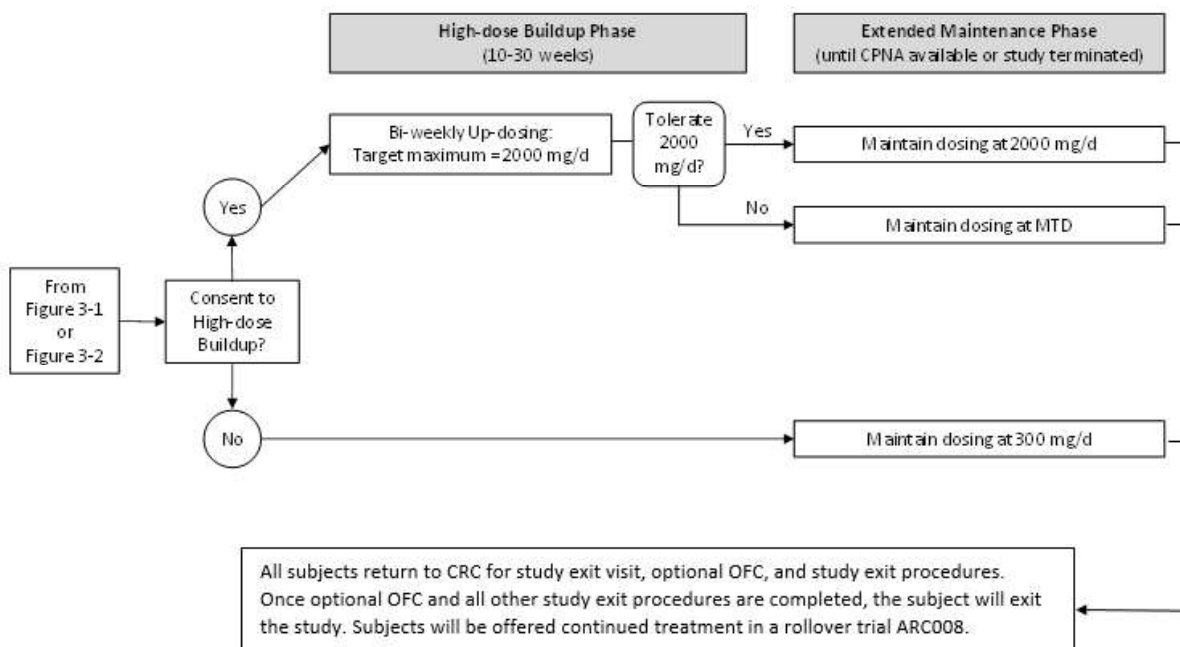 High-dose Buildup Phase
(10-30 weeks)
Extended Maintenance Phase
(until CPNA available or study terminated)
Bi-weekly Up-dosing:
Target maximum = 2000 mg/d
Tolerate
2000
mg/d?
Yes
Maintain dosing at 2000 mg/d
No
Maintain dosing at MTD
Yes
From
Figure 3-1
or
Figure 3-2
Consent to
High-dose
Buildup?
No
Maintain dosing at 300 mg/d
All subjects return to CRC for study exit visit, optional OFC, and study exit procedures.
Once optional OFC and all other study exit procedures are completed, the subject will exit
the study. Subjects will be offered continued treatment in a rollover trial ARC008.